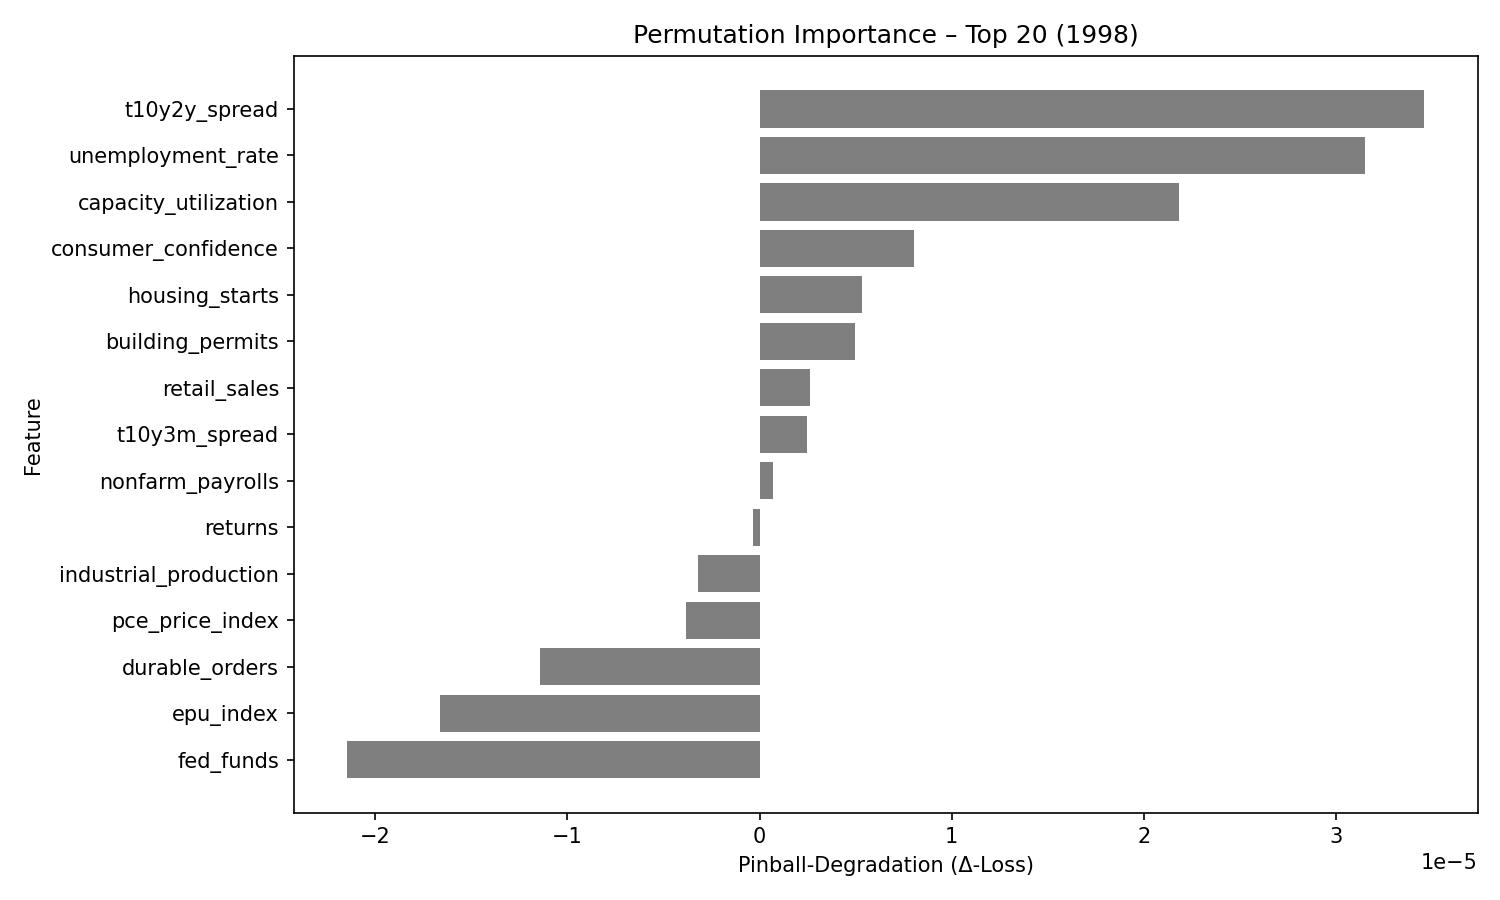 Permutation Importance – Top 20 (1998)
Feature
t10y2y_spread
unemployment_rate
capacity_utilization
consumer_confidence
housing_starts
building_permits
retail_sales
t10y3m_spread
nonfarm_payrolls
returns
industrial_production
pce_price_index
durable_orders
epu_index
fed_funds
−2 −1 0 1 2 3
1e−5
Pinball-Degradation (Δ-Loss)